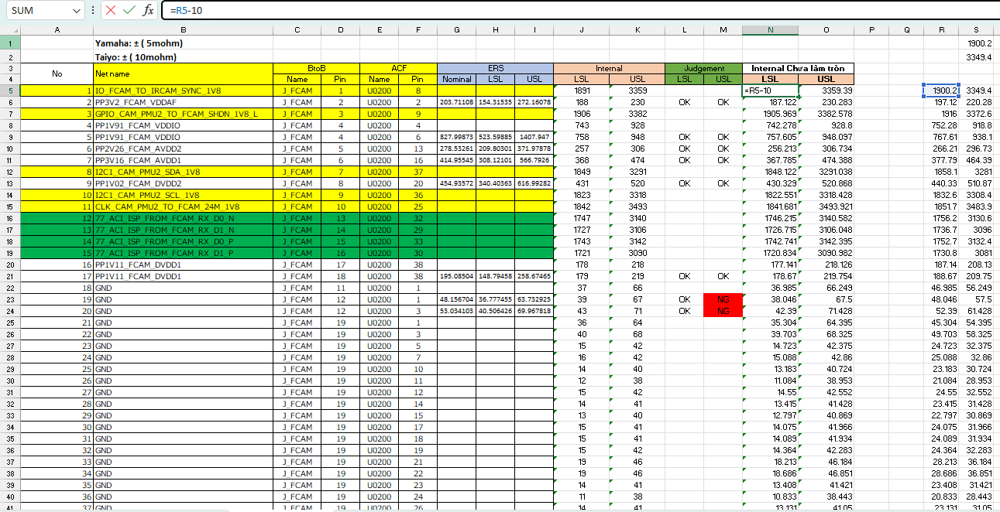 SUM fx =R5-10
A B C D E F G H I J K L M N O P Q R S
1 Yamaha: ± ( 5mohm) 1900.2
2 Taiyo: ± ( 10mohm) 3349.4
3 No Net name BtoB ACF ERS Internal Judgement Internal Chưa làm tròn
4 Name Pin Name Pin Nominal LSL USL LSL USL LSL USL LSL USL
5 1 IO_FCAM_TO_IRCAM_SYNC_1V8 J_FCAM 1 U0200 8 1891 3359 =R5-10 3359.39 1900.2 3349.4
6 2 PP3V2_FCAM_VDDAF J_FCAM 2 U0200 2 203.71108 154.31535 272.16078 188 230 OK OK 187.122 230.283 197.12 220.28
7 3 GPIO_CAM_PMU2_TO_FCAM_SHDN_1V8_L J_FCAM 3 U0200 9 1906 3382 1905.969 3382.578 1916 3372.6
8 4 PP1V91_FCAM_VDDIO J_FCAM 4 U0200 4 743 928 742.278 928.8 752.28 918.8
9 5 PP1V91_FCAM_VDDIO J_FCAM 4 U0200 6 827.99873 523.59885 1407.947 758 948 OK OK 757.605 948.097 767.61 938.1
10 6 PP2V26_FCAM_AVDD2 J_FCAM 5 U0200 13 278.53261 209.80301 371.97878 257 306 OK OK 256.213 306.734 266.21 296.73
11 7 PP3V16_FCAM_AVDD1 J_FCAM 6 U0200 16 414.95545 308.12101 566.7926 368 474 OK OK 367.785 474.388 377.79 464.39
12 8 I2C1_CAM_PMU2_SDA_1V8 J_FCAM 7 U0200 37 1849 3291 1848.122 3291.038 1858.1 3281
13 9 PP1V02_FCAM_DVDD2 J_FCAM 8 U0200 20 454.93572 340.40363 616.99282 431 520 OK OK 430.329 520.868 440.33 510.87
14 10 I2C1_CAM_PMU2_SCL_1V8 J_FCAM 9 U0200 36 1823 3318 1822.551 3318.428 1832.6 3308.4
15 11 CLK_CAM_PMU2_TO_FCAM_24M_1V8 J_FCAM 10 U0200 25 1842 3493 1841.681 3493.921 1851.7 3483.9
16 12 77_ACI_ISP_FROM_FCAM_RX_D0_N J_FCAM 13 U0200 32 1747 3140 1746.215 3140.582 1756.2 3130.6
17 13 77_ACI_ISP_FROM_FCAM_RX_D1_N J_FCAM 14 U0200 29 1727 3106 1726.715 3106.048 1736.7 3096
18 14 77_ACI_ISP_FROM_FCAM_RX_D0_P J_FCAM 15 U0200 33 1743 3142 1742.741 3142.395 1752.7 3132.4
19 15 77_ACI_ISP_FROM_FCAM_RX_D1_P J_FCAM 16 U0200 30 1721 3090 1720.834 3090.982 1730.8 3081
20 16 PP1V11_FCAM_DVDD1 J_FCAM 17 U0200 38 178 218 177.141 218.126 187.14 208.13
21 17 PP1V11_FCAM_DVDD1 J_FCAM 18 U0200 38 195.08504 148.79458 258.67465 179 219 OK OK 178.67 219.754 188.67 209.75
22 18 GND J_FCAM 11 U0200 1 37 66 36.985 66.249 46.985 56.249
23 19 GND J_FCAM 12 U0200 1 48.156704 36.777455 63.732925 39 67 OK NG 38.046 67.5 48.046 57.5
24 20 GND J_FCAM 12 U0200 3 53.034103 40.506426 69.967818 43 71 OK NG 42.39 71.428 52.39 61.428
25 21 GND J_FCAM 19 U0200 1 36 64 35.304 64.395 45.304 54.395
26 22 GND J_FCAM 19 U0200 3 40 68 39.703 68.325 49.703 58.325
27 23 GND J_FCAM 19 U0200 5 15 42 14.723 42.375 24.723 32.375
28 24 GND J_FCAM 19 U0200 7 16 42 15.088 42.86 25.088 32.86
29 25 GND J_FCAM 19 U0200 10 14 40 13.183 40.724 23.183 30.724
30 26 GND J_FCAM 19 U0200 11 12 38 11.084 38.953 21.084 28.953
31 27 GND J_FCAM 19 U0200 12 15 42 14.55 42.552 24.55 32.552
32 28 GND J_FCAM 19 U0200 14 14 41 13.415 41.428 23.415 31.428
33 29 GND J_FCAM 19 U0200 15 13 40 12.797 40.869 22.797 30.869
34 30 GND J_FCAM 19 U0200 17 15 41 14.075 41.966 24.075 31.966
35 31 GND J_FCAM 19 U0200 18 15 41 14.089 41.934 24.089 31.934
36 32 GND J_FCAM 19 U0200 19 15 42 14.364 42.283 24.364 32.283
37 33 GND J_FCAM 19 U0200 21 19 46 18.213 46.184 28.213 36.184
38 34 GND J_FCAM 19 U0200 22 19 46 18.686 46.851 28.686 36.851
39 35 GND J_FCAM 19 U0200 23 14 41 13.408 41.421 23.408 31.421
40 36 GND J_FCAM 19 U0200 24 11 38 10.833 38.443 20.833 28.443
41 37 GND J_FCAM 19 U0200 26 14 41 13.131 41.05 23.131 31.05